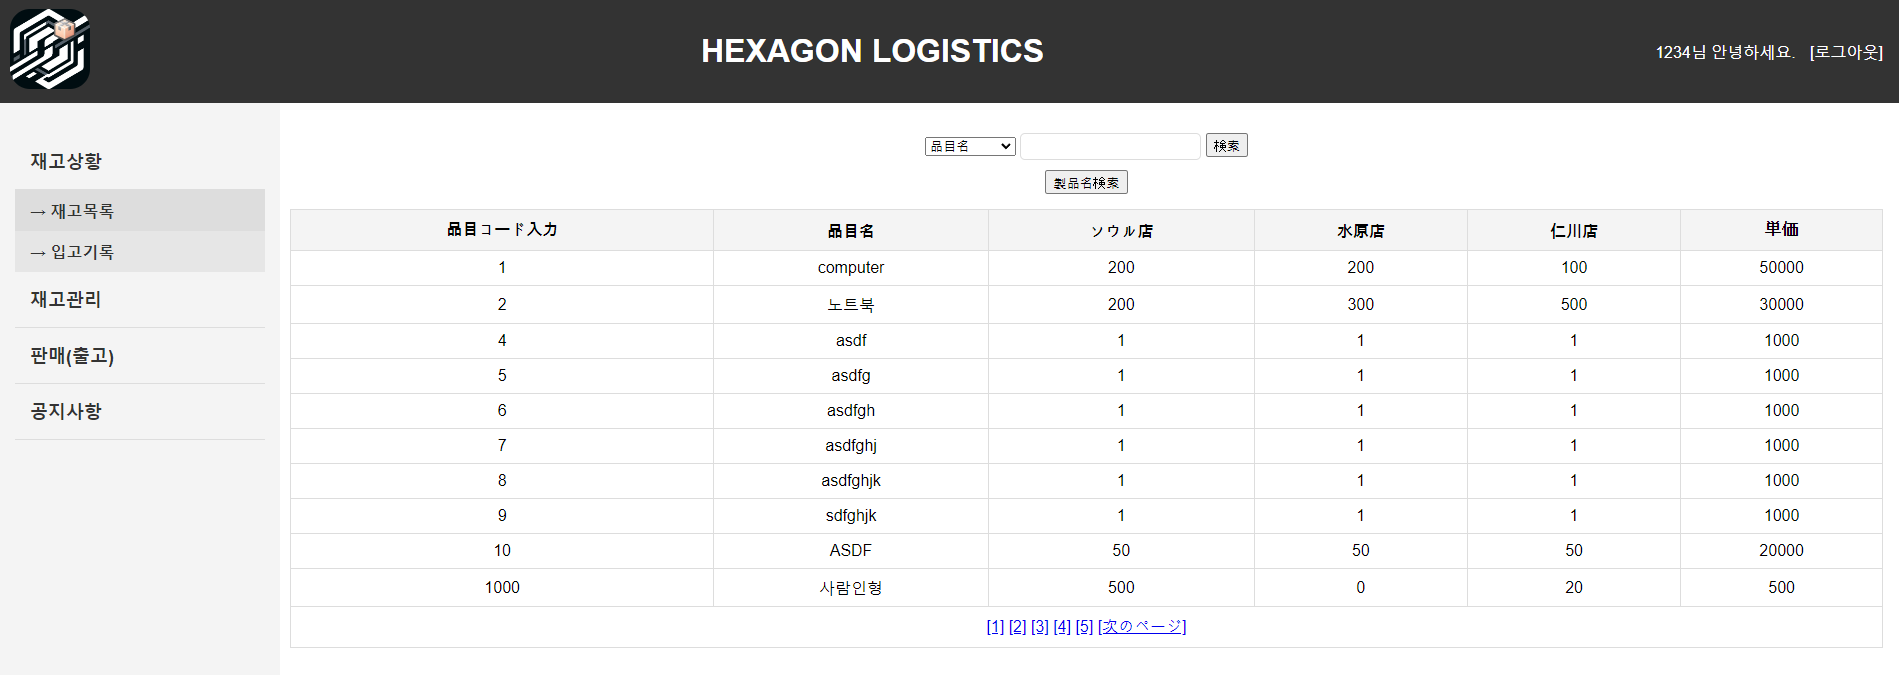 HEXAGON LOGISTICS
1234님 안녕하세요. [로그아웃]
재고상황
→ 재고목록
→ 입고기록
재고관리
판매(출고)
공지사항
品目名 検索
製品名検索
品目コード入力 品目名 ソウル店 水原店 仁川店 単価
1 computer 200 200 100 50000
2 노트북 200 300 500 30000
4 asdf 1 1 1 1000
5 asdfg 1 1 1 1000
6 asdfgh 1 1 1 1000
7 asdfghj 1 1 1 1000
8 asdfghjk 1 1 1 1000
9 sdfghjk 1 1 1 1000
10 ASDF 50 50 50 20000
1000 사람인형 500 0 20 500
[1] [2] [3] [4] [5] [次のページ]